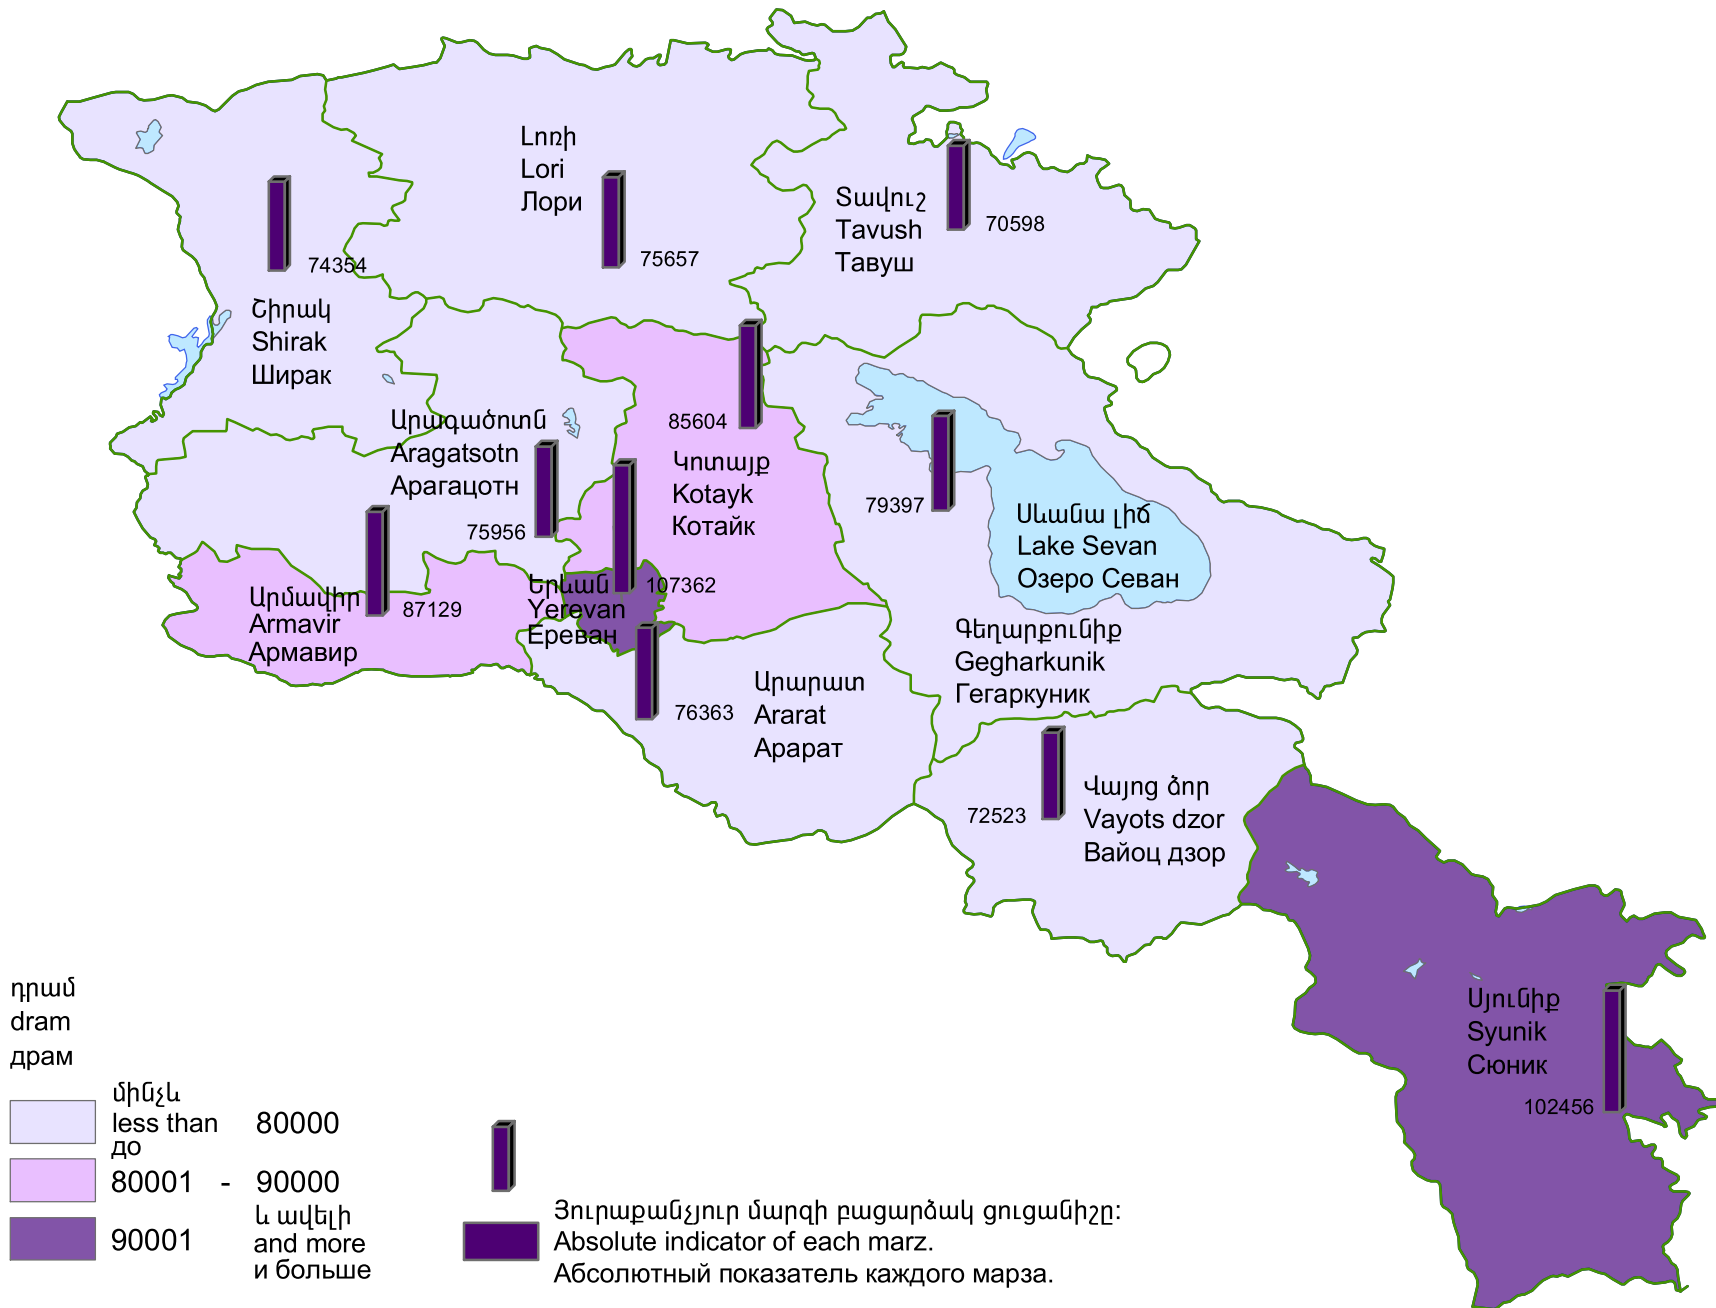 Լոռի
Lori
Лори
75657
Տավուշ
Tavush
Тавуш
70598
74354
Շիրակ
Shirak
Ширак
Արագածոտն
Aragatsotn
Арагацотн
75956
85604
Կոտայք
Kotayk
Котайк
79397
Սևանա լիճ
Lake Sevan
Озеро Севан
Արմավիր
Armavir
Армавир
87129
Երևան
Yerevan
Ереван
107362
Գեղարքունիք
Gegharkunik
Гегаркуник
76363
Արարատ
Ararat
Арарат
72523
Վայոց ձոր
Vayots dzor
Вайоц дзор
Սյունիք
Syunik
Сюник
102456
դրամ
dram
драм
մինչև
less than 80000
до
80001 - 90000
և ավելի
90001 and more
и больше
Յուրաքանչյուր մարզի բացարձակ ցուցանիշը:
Absolute indicator of each marz.
Абсолютный показатель каждого марза.